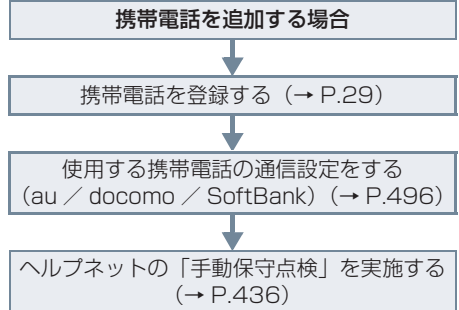 携帯電話を追加する場合
携帯電話を登録する（→ P.29）
使用する携帯電話の通信設定をする
（au ／ docomo ／ SoftBank）（→ P.496）
ヘルプネットの「手動保守点検」を実施する
（→ P.436）